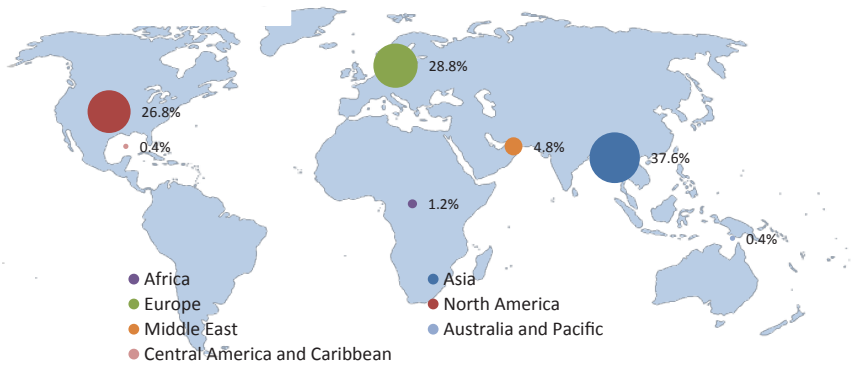 28.8%
26.8%
0.4%
4.8%
37.6%
1.2%
0.4%
Africa
Asia
Europe
North America
Middle East
Australia and Pacific
Central America and Caribbean